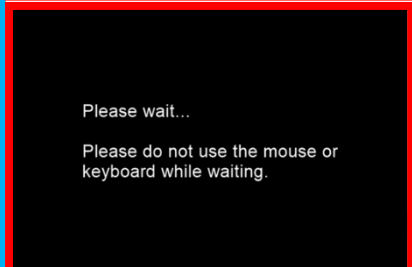 Please wait...
Please do not use the mouse or
keyboard while waiting.